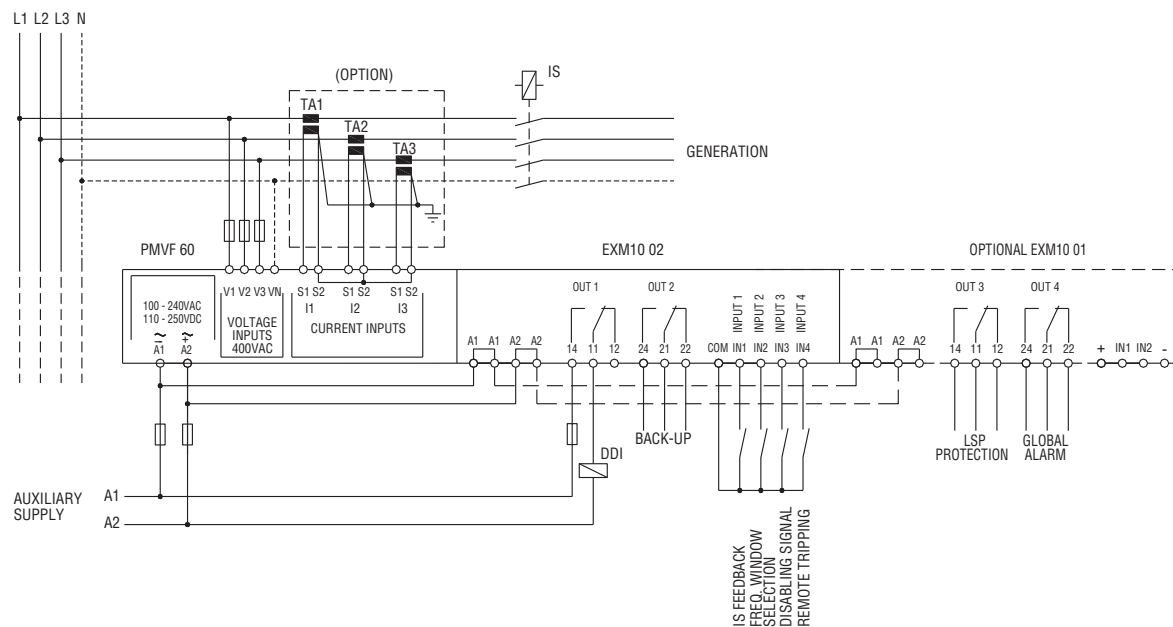 L1 L2 L3 N
(OPTION)
IS
TA1
TA2
TA3
GENERATION
PMVF 60
EXM10 02
OPTIONAL EXM10 01
100 - 240VAC
110 - 250VDC
~
–
A1
~
+
A2
V1 V2 V3 VN
VOLTAGE
INPUTS
400VAC
S1 S2 S1 S2 S1 S2
I1 I2 I3
CURRENT INPUTS
A1 A1 A2 A2
OUT 1
14 11 12
OUT 2
24 21 22
INPUT 1
INPUT 2
INPUT 3
INPUT 4
COM IN1 IN2 IN3 IN4
A1 A1 A2 A2
OUT 3
14 11 12
OUT 4
24 21 22
+ IN1 IN2 -
BACK-UP
LSP
PROTECTION
GLOBAL
ALARM
DDI
AUXILIARY
SUPPLY
A1
A2
IS FEEDBACK
FREQ. WINDOW
SELECTION
DISABLING SIGNAL
REMOTE TRIPPING